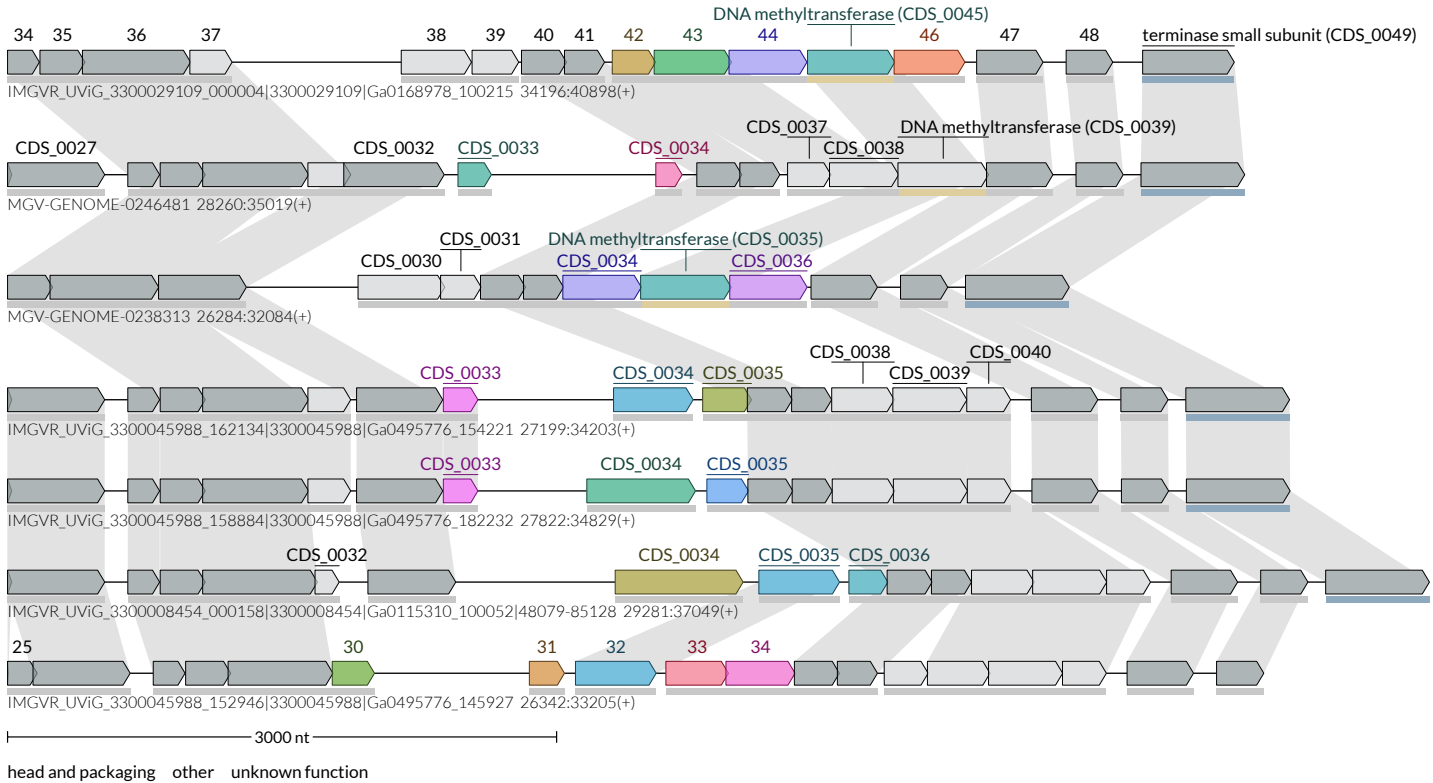 DNA methyltransferase (CDS_0045)
34 35 36 37 38 39 40 41 42 43 44 46 47 48 terminase small subunit (CDS_0049)
IMGVR_UViG_3300029109_000004|3300029109|Ga0168978_100215 34196:40898(+)
CDS_0037 DNA methyltransferase (CDS_0039)
CDS_0027 CDS_0032 CDS_0033 CDS_0034 CDS_0038
MGV-GENOME-0246481 28260:35019(+)
CDS_0031 DNA methyltransferase (CDS_0035)
CDS_0030 CDS_0034 CDS_0036
MGV-GENOME-0238313 26284:32084(+)
CDS_0038 CDS_0040
CDS_0033 CDS_0034 CDS_0035 CDS_0039
IMGVR_UViG_3300045988_162134|3300045988|Ga0495776_154221 27199:34203(+)
CDS_0033 CDS_0034 CDS_0035
IMGVR_UViG_3300045988_158884|3300045988|Ga0495776_182232 27822:34829(+)
CDS_0032 CDS_0034 CDS_0035 CDS_0036
IMGVR_UViG_3300008454_000158|3300008454|Ga0115310_100052|48079-85128 29281:37049(+)
25 30 31 32 33 34
IMGVR_UViG_3300045988_152946|3300045988|Ga0495776_145927 26342:33205(+)
3000 nt
head and packaging other unknown function